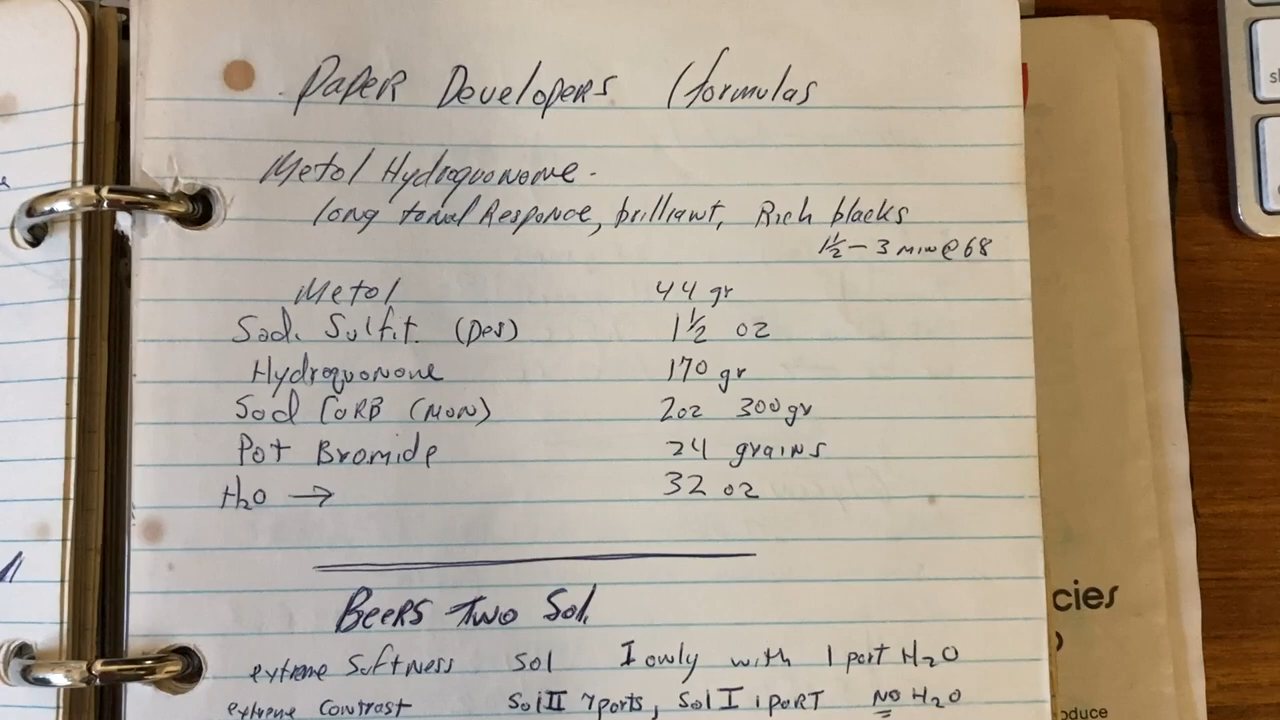 Paper Developers (formulas
Metol Hydroquonone -
long tonal Responce, brilliant, Rich blacks
1½ - 3 min @ 68
Metol 44 gr
Sod. Sulfit. (Des) 1½ oz
Hydroquonone 170 gr
Sod Carb (Mon) 2oz 300gr
Pot Bromide 24 grains
H₂O → 32 oz
Beers Two Sol.
extreme Softness Sol I only with 1 part H₂O
extreme Contrast Sol II 7 parts, Sol I 1 part NO H₂O
cies
oduce